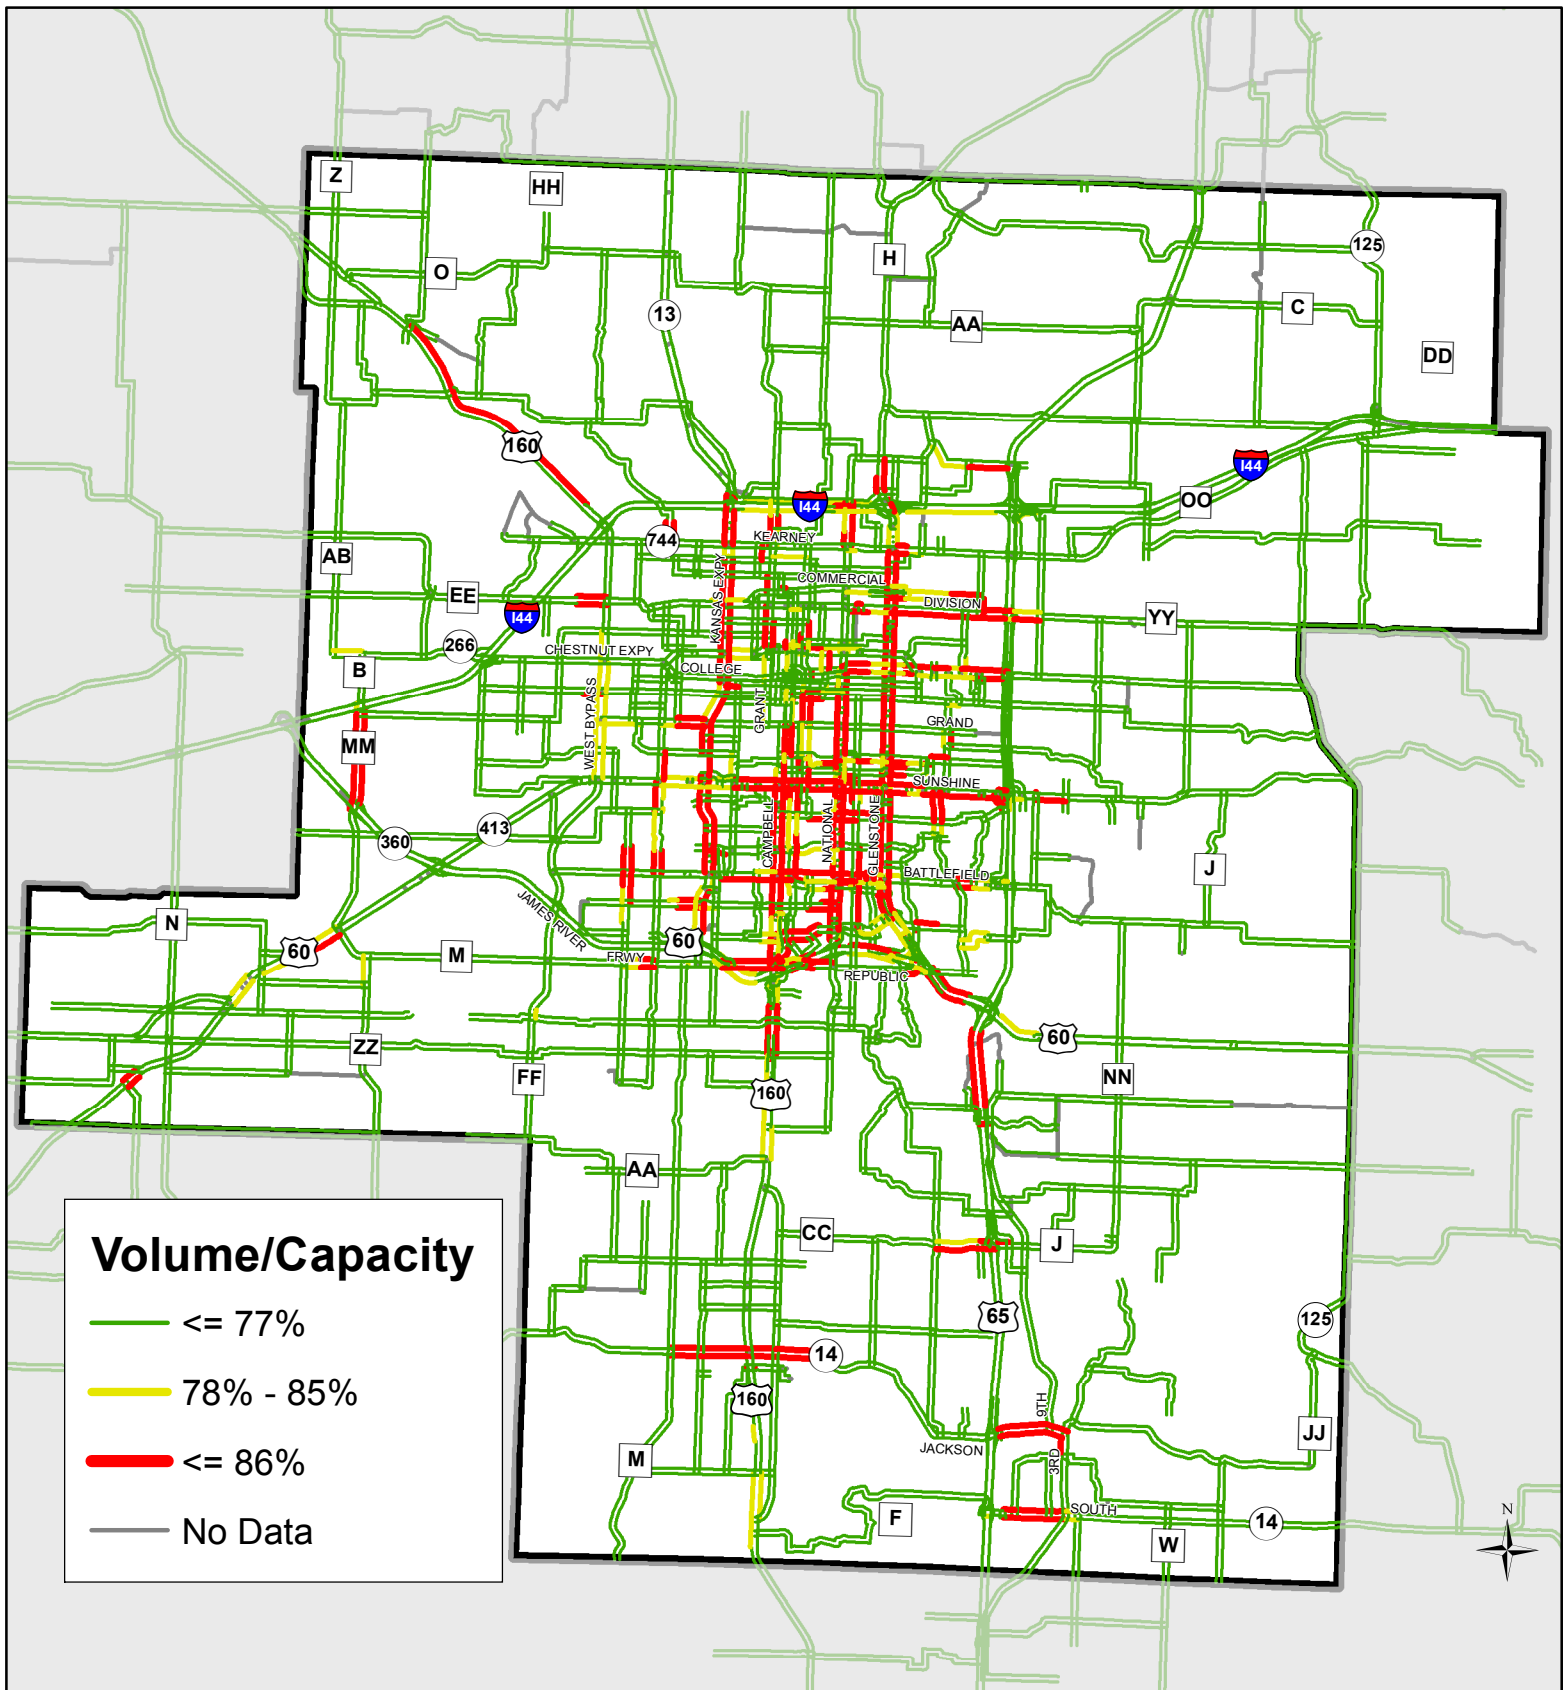 Z
HH
125
H
O
C
13
AA
DD
160
I44
OO
I44
744
KEARNEY
AB
KANSAS EXPY
COMMERCIAL
EE
DIVISION
I44
YY
266
CHESTNUT EXPY
B
COLLEGE
WEST BYPASS
GRANT
GRAND
MM
SUNSHINE
413
360
CAMPBELL
NATIONAL
GLENSTONE
BATTLEFIELD
J
JAMES RIVER
FRWY
N
60
M
60
REPUBLIC
60
ZZ
FF
NN
160
AA
CC
J
65
125
14
160
9TH
JACKSON
3RD
JJ
M
F
SOUTH
14
W
N
Volume/Capacity
<= 77%
78% - 85%
<= 86%
No Data